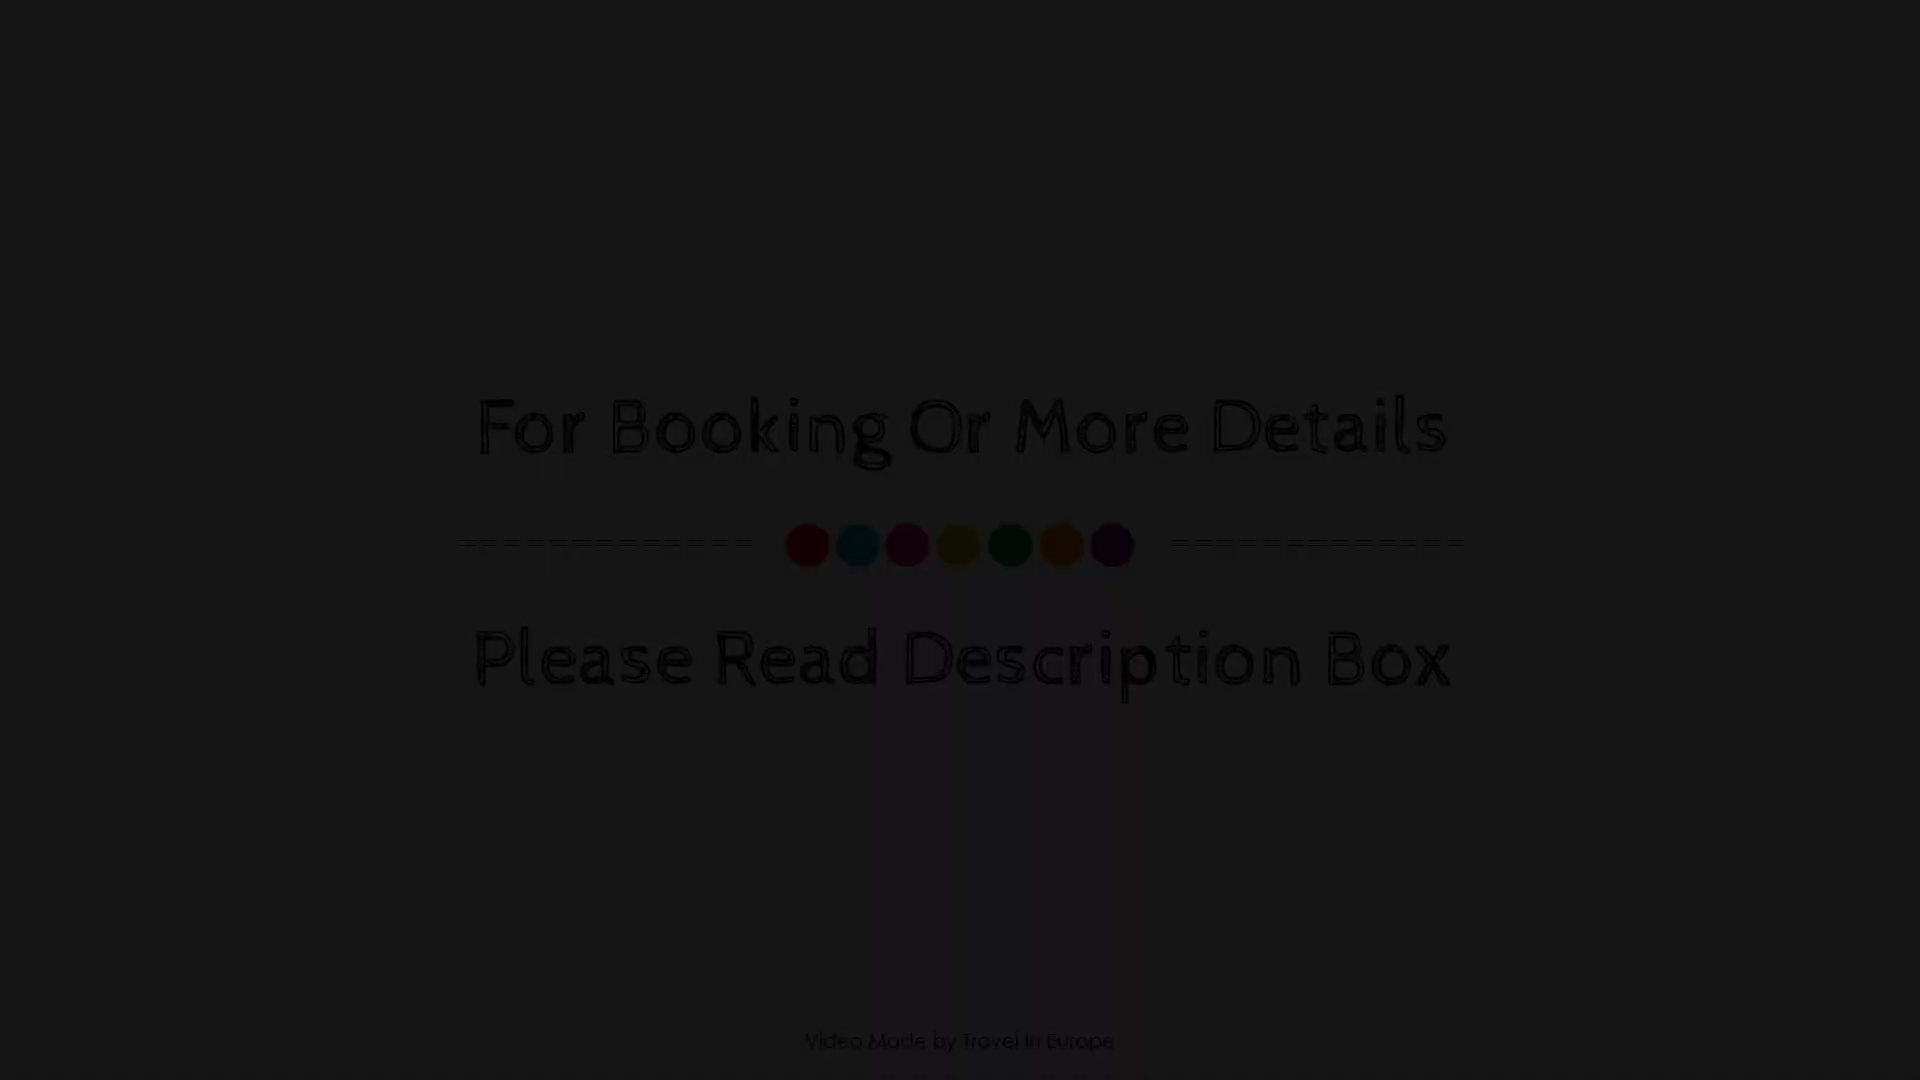 For Booking Or More Details
=============  =============
Please Read Description Box
Video Made by Travel In Europe